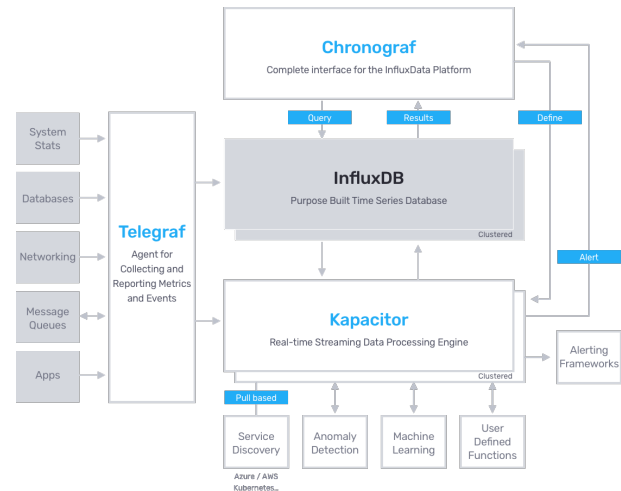 Chronograf
Complete interface for the InfluxData Platform
Query
Results
Define
System
Stats
Databases
Networking
Message
Queues
Apps
Telegraf
Agent for
Collecting and
Reporting Metrics
and Events
InfluxDB
Purpose Built Time Series Database
Clustered
Alert
Kapacitor
Real-time Streaming Data Processing Engine
Clustered
Alerting
Frameworks
Pull based
Service
Discovery
Anomaly
Detection
Machine
Learning
User
Defined
Functions
Azure / AWS
Kubernetes...